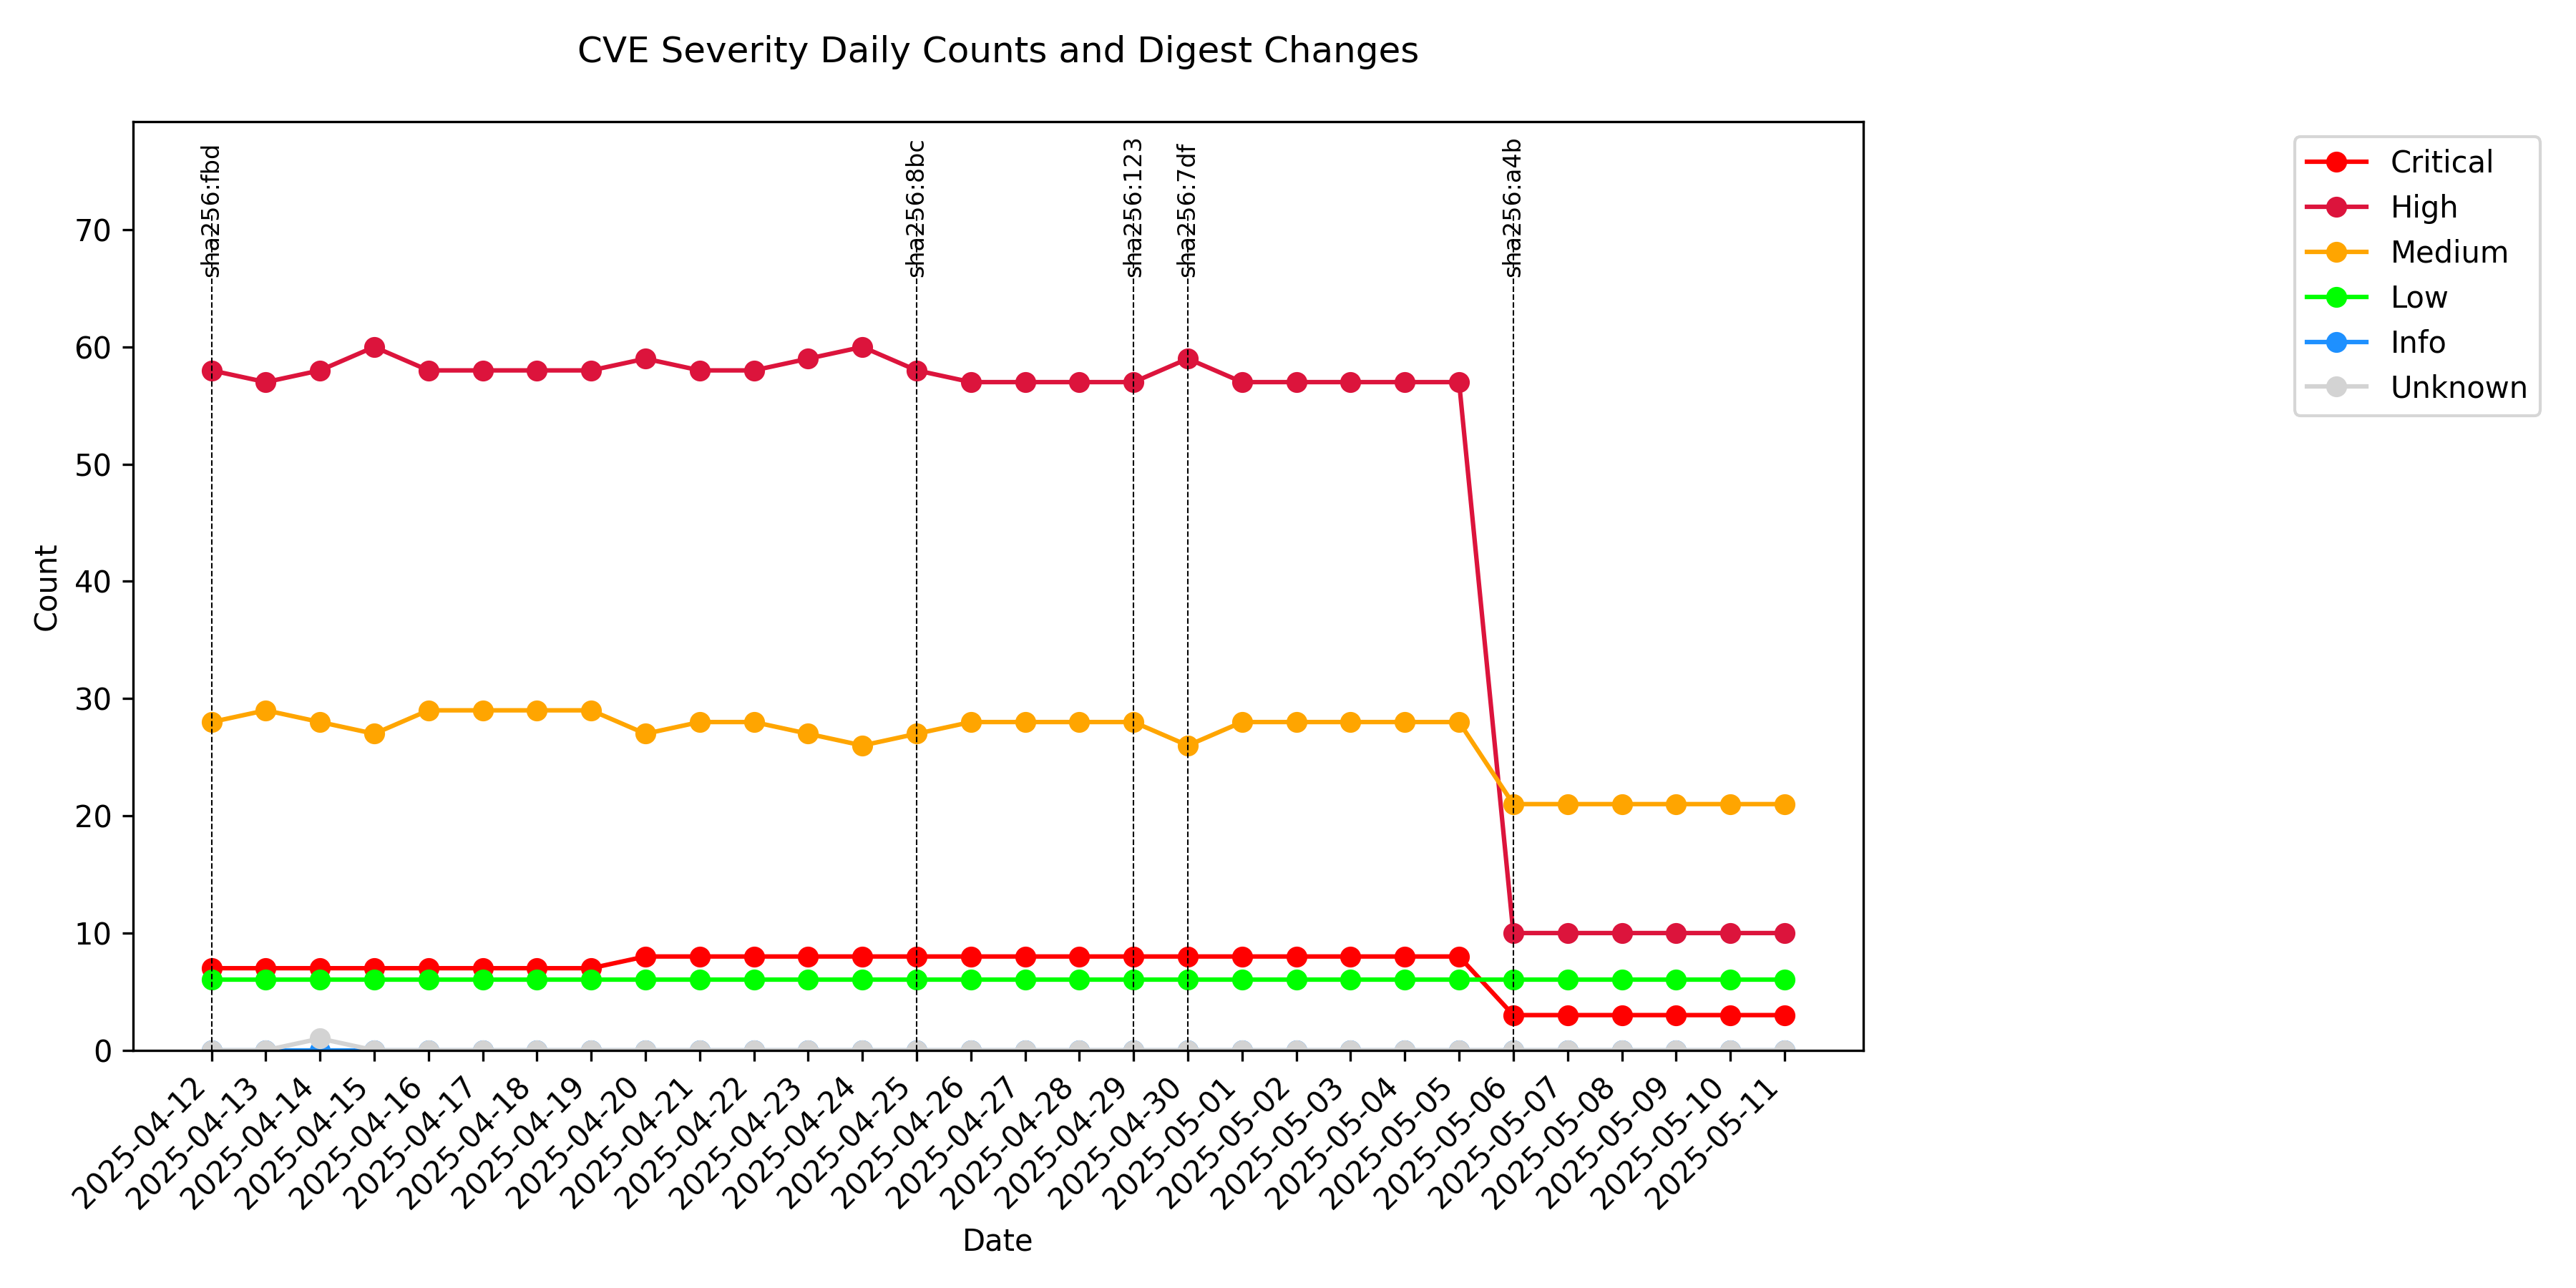 CVE Severity Daily Counts and Digest Changes
sha256:fbd
sha256:8bc
sha256:123
sha256:7df
sha256:a4b
Critical
High
Medium
Low
Info
Unknown
70
60
50
40
30
20
10
0
Count
2025-04-12
2025-04-13
2025-04-14
2025-04-15
2025-04-16
2025-04-17
2025-04-18
2025-04-19
2025-04-20
2025-04-21
2025-04-22
2025-04-23
2025-04-24
2025-04-25
2025-04-26
2025-04-27
2025-04-28
2025-04-29
2025-04-30
2025-05-01
2025-05-02
2025-05-03
2025-05-04
2025-05-05
2025-05-06
2025-05-07
2025-05-08
2025-05-09
2025-05-10
2025-05-11
Date